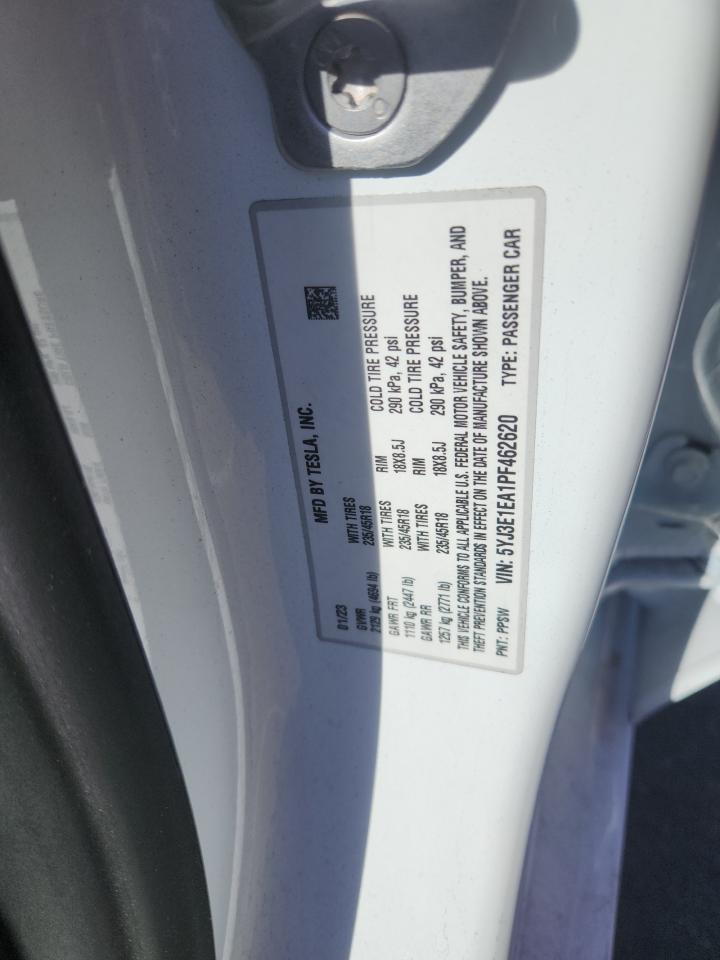 MFD BY TESLA, INC.
01/23
GVWR WITH TIRES RIM COLD TIRE PRESSURE
2129 kg (4694 lb) 235/45R18 18X8.5J 290 kPa, 42 psi
GAWR FRT WITH TIRES RIM COLD TIRE PRESSURE
1110 kg (2447 lb) 235/45R18 18X8.5J 290 kPa, 42 psi
GAWR RR WITH TIRES
1257 kg (2771 lb) 235/45R18
THIS VEHICLE CONFORMS TO ALL APPLICABLE U.S. FEDERAL MOTOR VEHICLE SAFETY, BUMPER, AND
THEFT PREVENTION STANDARDS IN EFFECT ON THE DATE OF MANUFACTURE SHOWN ABOVE.
PNT: PPSW VIN: 5YJ3E1EA1PF462620 TYPE: PASSENGER CAR